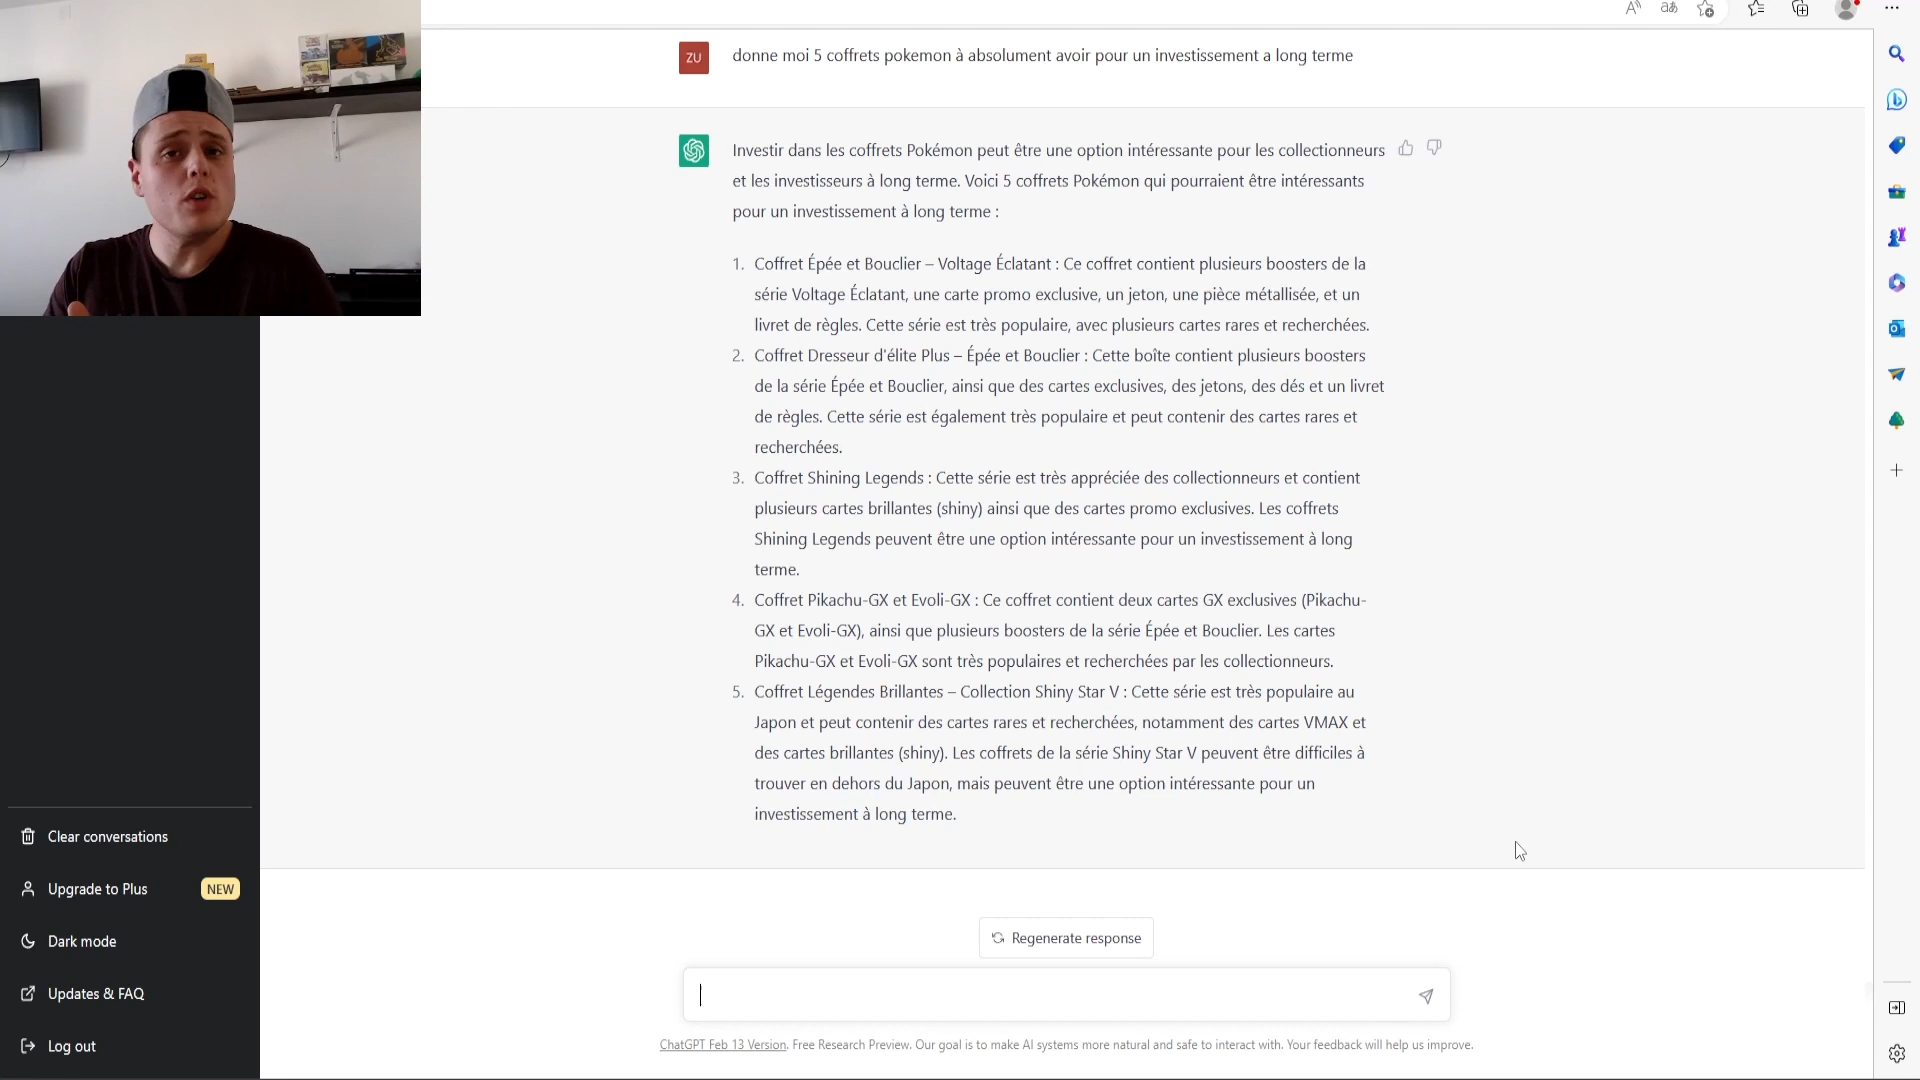 ZU
donne moi 5 coffrets pokemon à absolument avoir pour un investissement a long terme
Investir dans les coffrets Pokémon peut être une option intéressante pour les collectionneurs
et les investisseurs à long terme. Voici 5 coffrets Pokémon qui pourraient être intéressants
pour un investissement à long terme :
1. Coffret Épée et Bouclier – Voltage Éclatant : Ce coffret contient plusieurs boosters de la
série Voltage Éclatant, une carte promo exclusive, un jeton, une pièce métallisée, et un
livret de règles. Cette série est très populaire, avec plusieurs cartes rares et recherchées.
2. Coffret Dresseur d'élite Plus – Épée et Bouclier : Cette boîte contient plusieurs boosters
de la série Épée et Bouclier, ainsi que des cartes exclusives, des jetons, des dés et un livret
de règles. Cette série est également très populaire et peut contenir des cartes rares et
recherchées.
3. Coffret Shining Legends : Cette série est très appréciée des collectionneurs et contient
plusieurs cartes brillantes (shiny) ainsi que des cartes promo exclusives. Les coffrets
Shining Legends peuvent être une option intéressante pour un investissement à long
terme.
4. Coffret Pikachu-GX et Evoli-GX : Ce coffret contient deux cartes GX exclusives (Pikachu-
GX et Evoli-GX), ainsi que plusieurs boosters de la série Épée et Bouclier. Les cartes
Pikachu-GX et Evoli-GX sont très populaires et recherchées par les collectionneurs.
5. Coffret Légendes Brillantes – Collection Shiny Star V : Cette série est très populaire au
Japon et peut contenir des cartes rares et recherchées, notamment des cartes VMAX et
des cartes brillantes (shiny). Les coffrets de la série Shiny Star V peuvent être difficiles à
trouver en dehors du Japon, mais peuvent être une option intéressante pour un
investissement à long terme.
Clear conversations
Upgrade to Plus NEW
Dark mode
Updates & FAQ
Log out
Regenerate response
ChatGPT Feb 13 Version. Free Research Preview. Our goal is to make AI systems more natural and safe to interact with. Your feedback will help us improve.